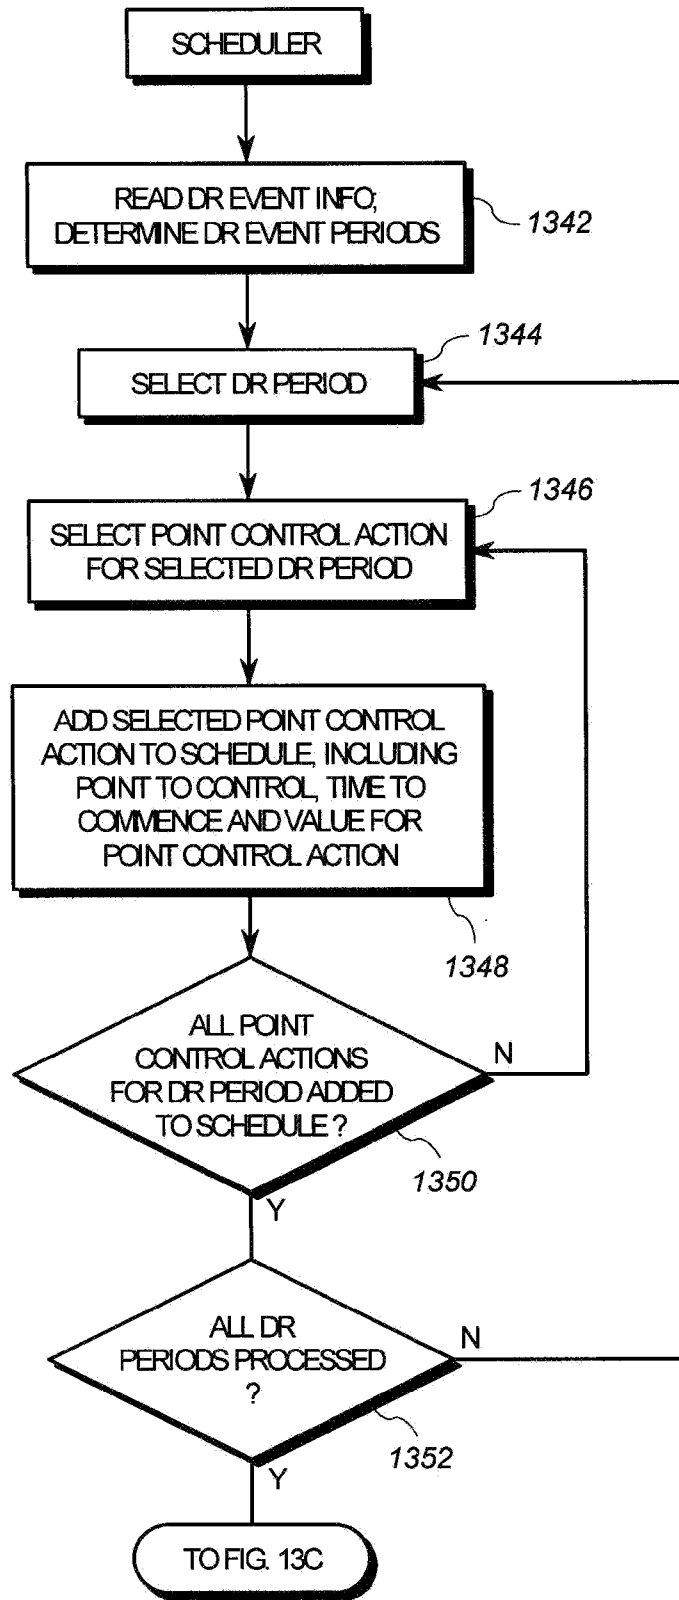 SCHEDULER
READ DR EVENT INFO;
DETERMINE DR EVENT PERIODS
1342
1344
SELECT DR PERIOD
1346
SELECT POINT CONTROL ACTION
FOR SELECTED DR PERIOD
ADD SELECTED POINT CONTROL
ACTION TO SCHEDULE, INCLUDING
POINT TO CONTROL, TIME TO
COMMENCE AND VALUE FOR
POINT CONTROL ACTION
1348
ALL POINT
CONTROL ACTIONS
FOR DR PERIOD ADDED
TO SCHEDULE ?
N
1350
Y
ALL DR
PERIODS PROCESSED
?
N
1352
Y
TO FIG. 13C